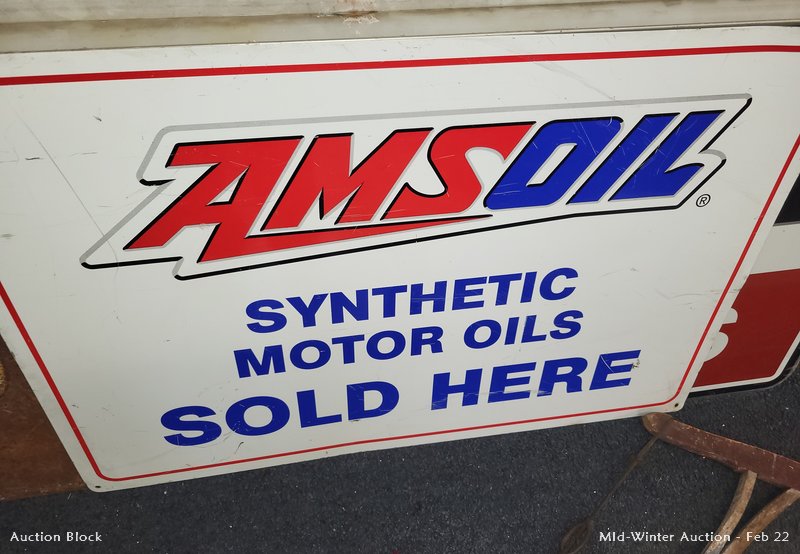 AMSOIL®
SYNTHETIC
MOTOR OILS
SOLD HERE
S
Auction Block
MId-Winter Auction - Feb 22